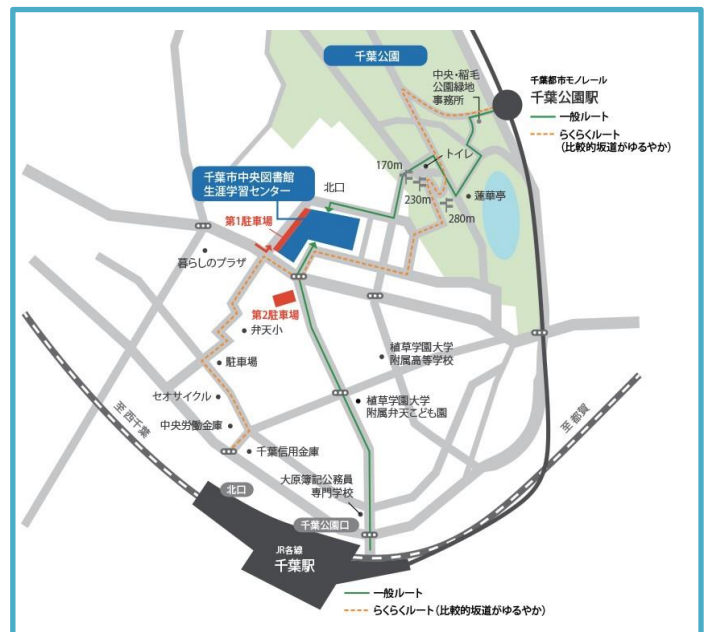 千葉公園
中央・稲毛
公園緑地
事務所
千葉都市モノレール
千葉公園駅
一般ルート
らくらくルート
(比較的坂道がゆるやか)
トイレ
170m
230m
280m
蓮華亭
千葉市中央図書館
生涯学習センター
北口
第1駐車場
暮らしのプラザ
第2駐車場
弁天小
植草学園大学
附属高等学校
駐車場
セオサイクル
植草学園大学
附属弁天こども園
至西千葉
至都賀
中央労働金庫
千葉信用金庫
大原簿記公務員
専門学校
北口
千葉公園口
JR各線
千葉駅
一般ルート
らくらくルート(比較的坂道がゆるやか)